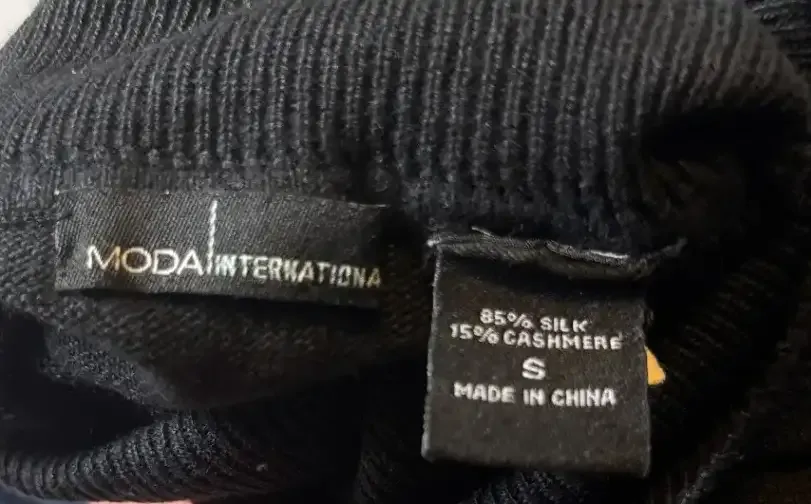 MODA INTERNATIONA
85% SILK
15% CASHMERE
S
MADE IN CHINA